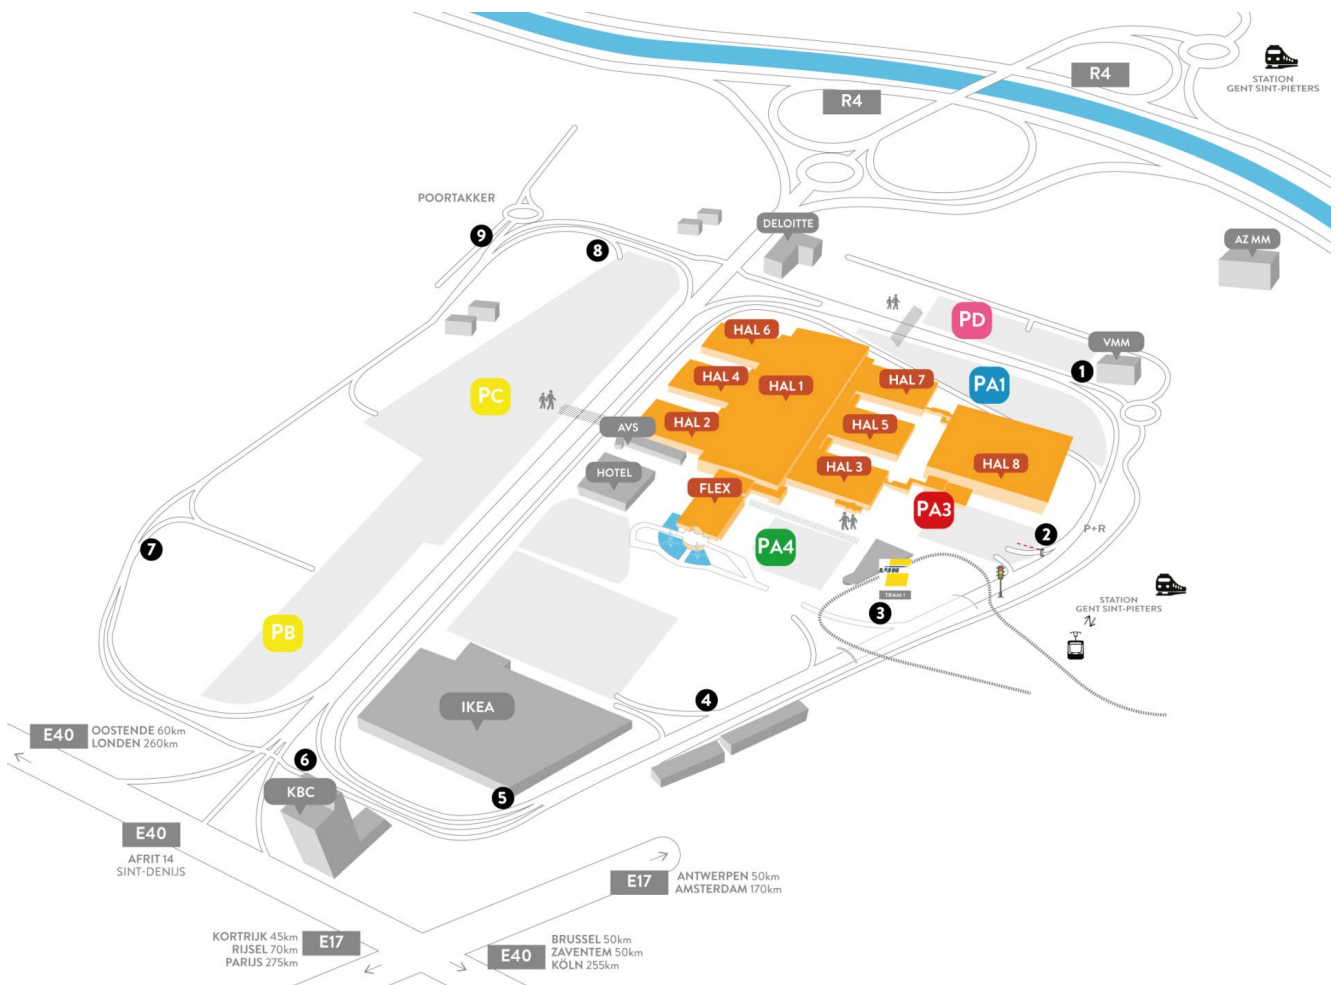 R4
R4
STATION
GENT SINT-PIETERS
POORTAKKER
9
8
DELOITTE
AZ MM
PD
HAL 6
VMM
1
HAL 4
HAL 1
HAL 7
PA1
PC
HAL 2
AVS
HAL 5
HOTEL
HAL 3
HAL 8
FLEX
PA3
2
P+R
PA4
7
LIJN
TRAM 1
3
STATION
GENT SINT-PIETERS
PB
4
IKEA
E40
OOSTENDE 60km
LONDEN 260km
6
KBC
5
E40
AFRIT 14
SINT-DENIJS
E17
ANTWERPEN 50km
AMSTERDAM 170km
KORTRIJK 45km
RIJSEL 70km
PARIJS 275km
E17
E40
BRUSSEL 50km
ZAVENTEM 50km
KÖLN 255km